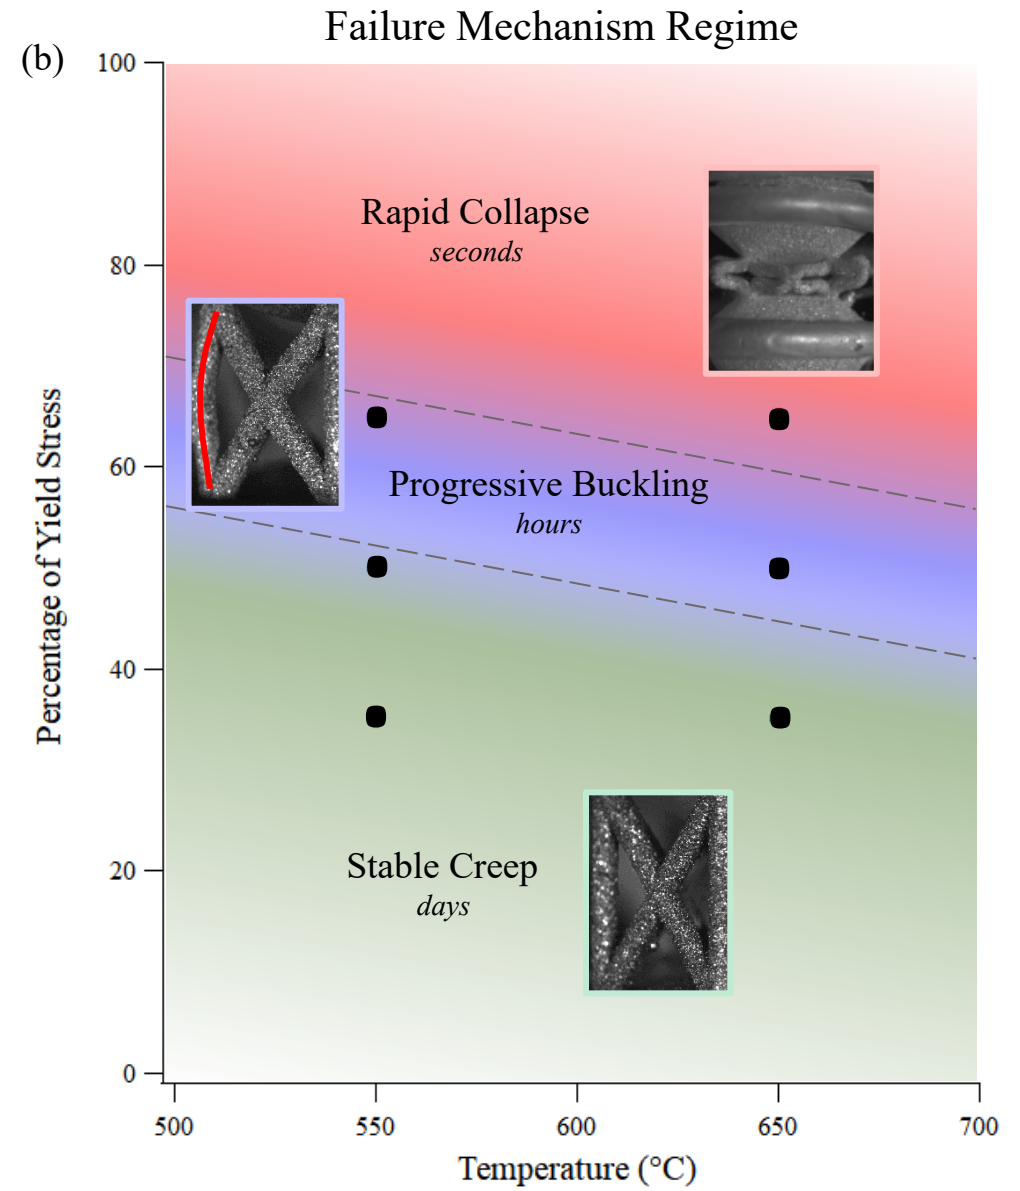 Failure Mechanism Regime
(b)
100
80
60
40
20
0
Percentage of Yield Stress
Rapid Collapse
seconds
Progressive Buckling
hours
Stable Creep
days
500
550
600
650
700
Temperature (°C)